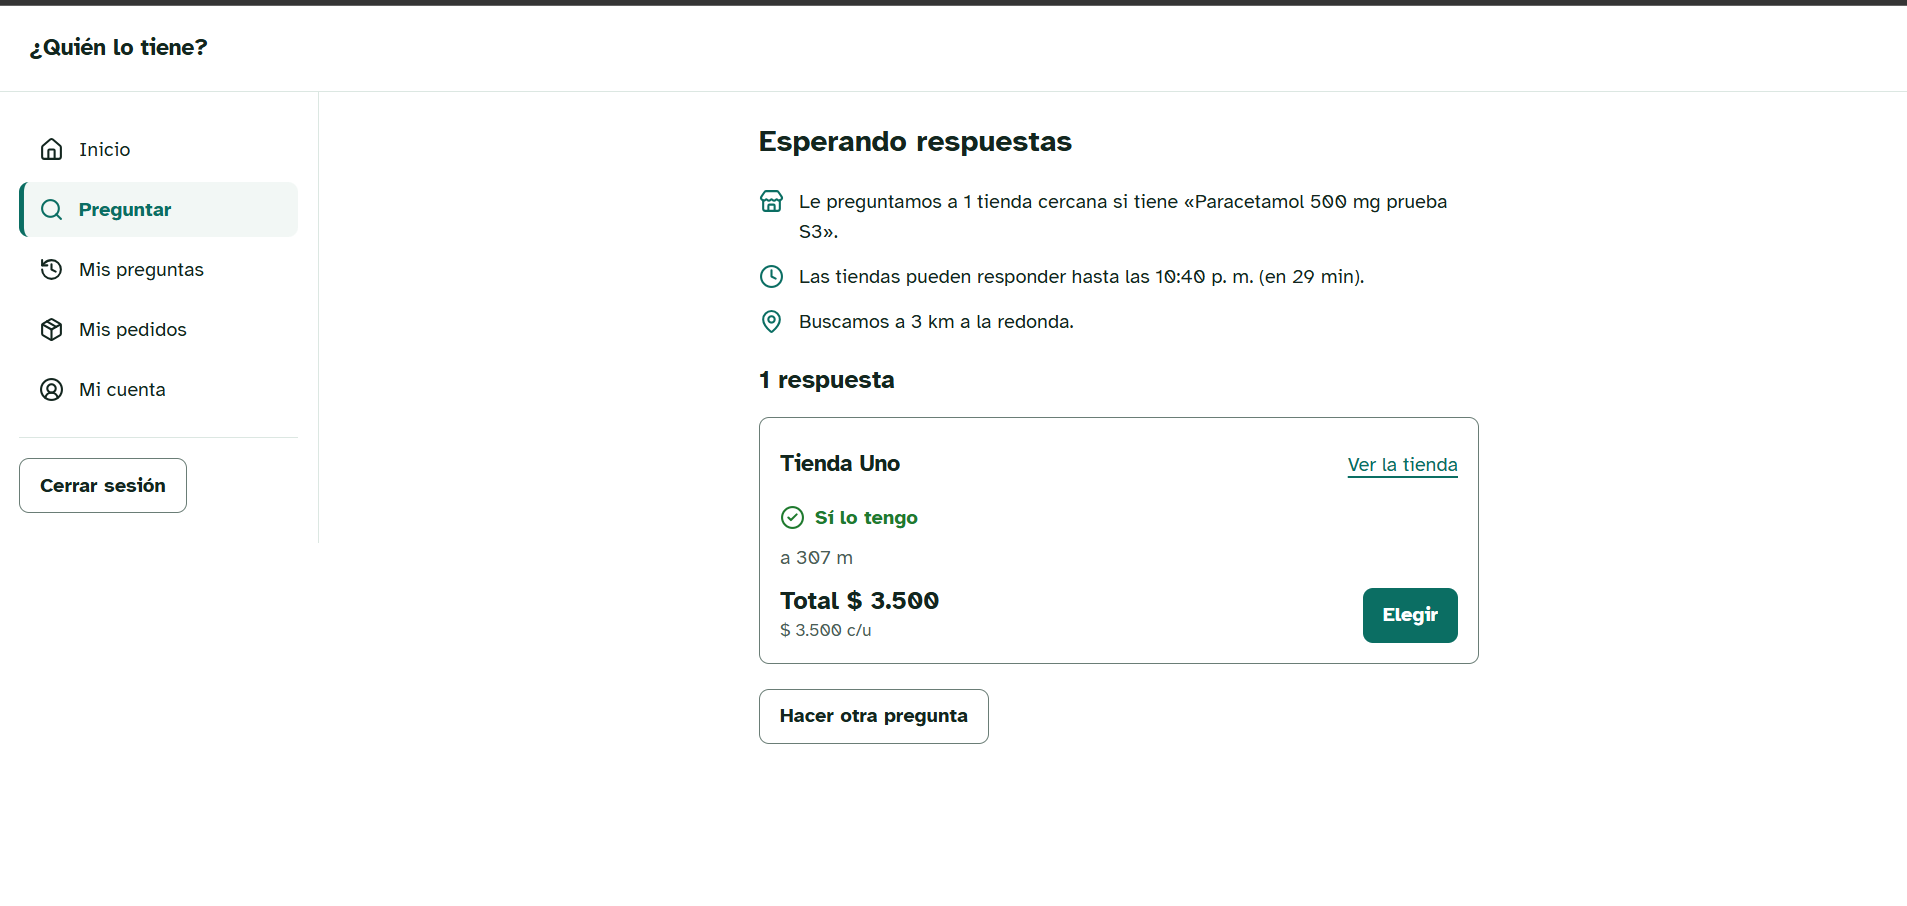 ¿Quién lo tiene?
Inicio
Preguntar
Mis preguntas
Mis pedidos
Mi cuenta
Cerrar sesión
Esperando respuestas
Le preguntamos a 1 tienda cercana si tiene «Paracetamol 500 mg prueba
S3».
Las tiendas pueden responder hasta las 10:40 p. m. (en 29 min).
Buscamos a 3 km a la redonda.
1 respuesta
Tienda Uno
Ver la tienda
Sí lo tengo
a 307 m
Total $ 3.500
$ 3.500 c/u
Elegir
Hacer otra pregunta